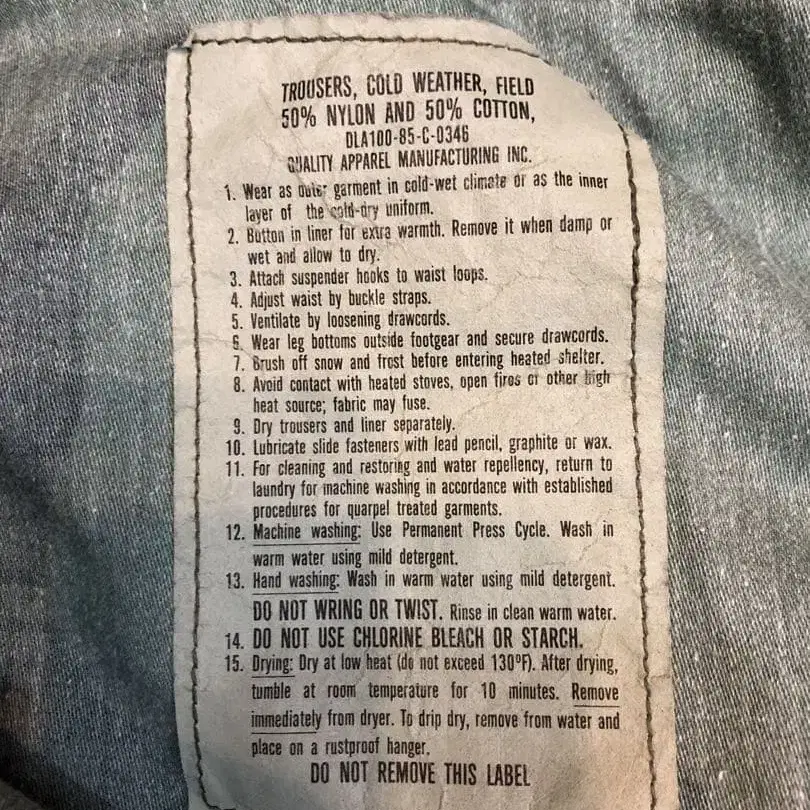 TROUSERS, COLD WEATHER, FIELD
50% NYLON AND 50% COTTON,
DLA100-85-C-0346
QUALITY APPAREL MANUFACTURING INC.
1. Wear as outer garment in cold-wet climate or as the inner
layer of the cold-dry uniform.
2. Button in liner for extra warmth. Remove it when damp or
wet and allow to dry.
3. Attach suspender hooks to waist loops.
4. Adjust waist by buckle straps.
5. Ventilate by loosening drawcords.
6. Wear leg bottoms outside footgear and secure drawcords.
7. Brush off snow and frost before entering heated shelter.
8. Avoid contact with heated stoves, open fires or other high
heat source; fabric may fuse.
9. Dry trousers and liner separately.
10. Lubricate slide fasteners with lead pencil, graphite or wax.
11. For cleaning and restoring and water repellency, return to
laundry for machine washing in accordance with established
procedures for quarpel treated garments.
12. Machine washing: Use Permanent Press Cycle. Wash in
warm water using mild detergent.
13. Hand washing: Wash in warm water using mild detergent.
DO NOT WRING OR TWIST. Rinse in clean warm water.
14. DO NOT USE CHLORINE BLEACH OR STARCH.
15. Drying: Dry at low heat (do not exceed 130ºF). After drying,
tumble at room temperature for 10 minutes. Remove
immediately from dryer. To drip dry, remove from water and
place on a rustproof hanger.
DO NOT REMOVE THIS LABEL